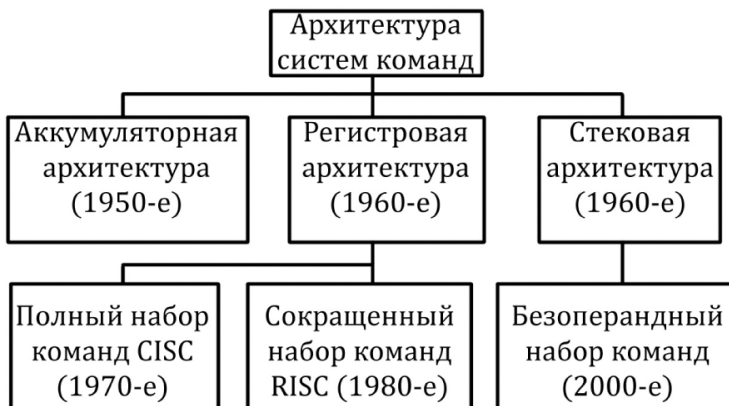 Архитектура
систем команд
Аккумуляторная
архитектура
(1950-е)
Регистровая
архитектура
(1960-е)
Стековая
архитектура
(1960-е)
Полный набор
команд CISC
(1970-е)
Сокращенный
набор команд
RISC (1980-е)
Безоперандный
набор команд
(2000-е)